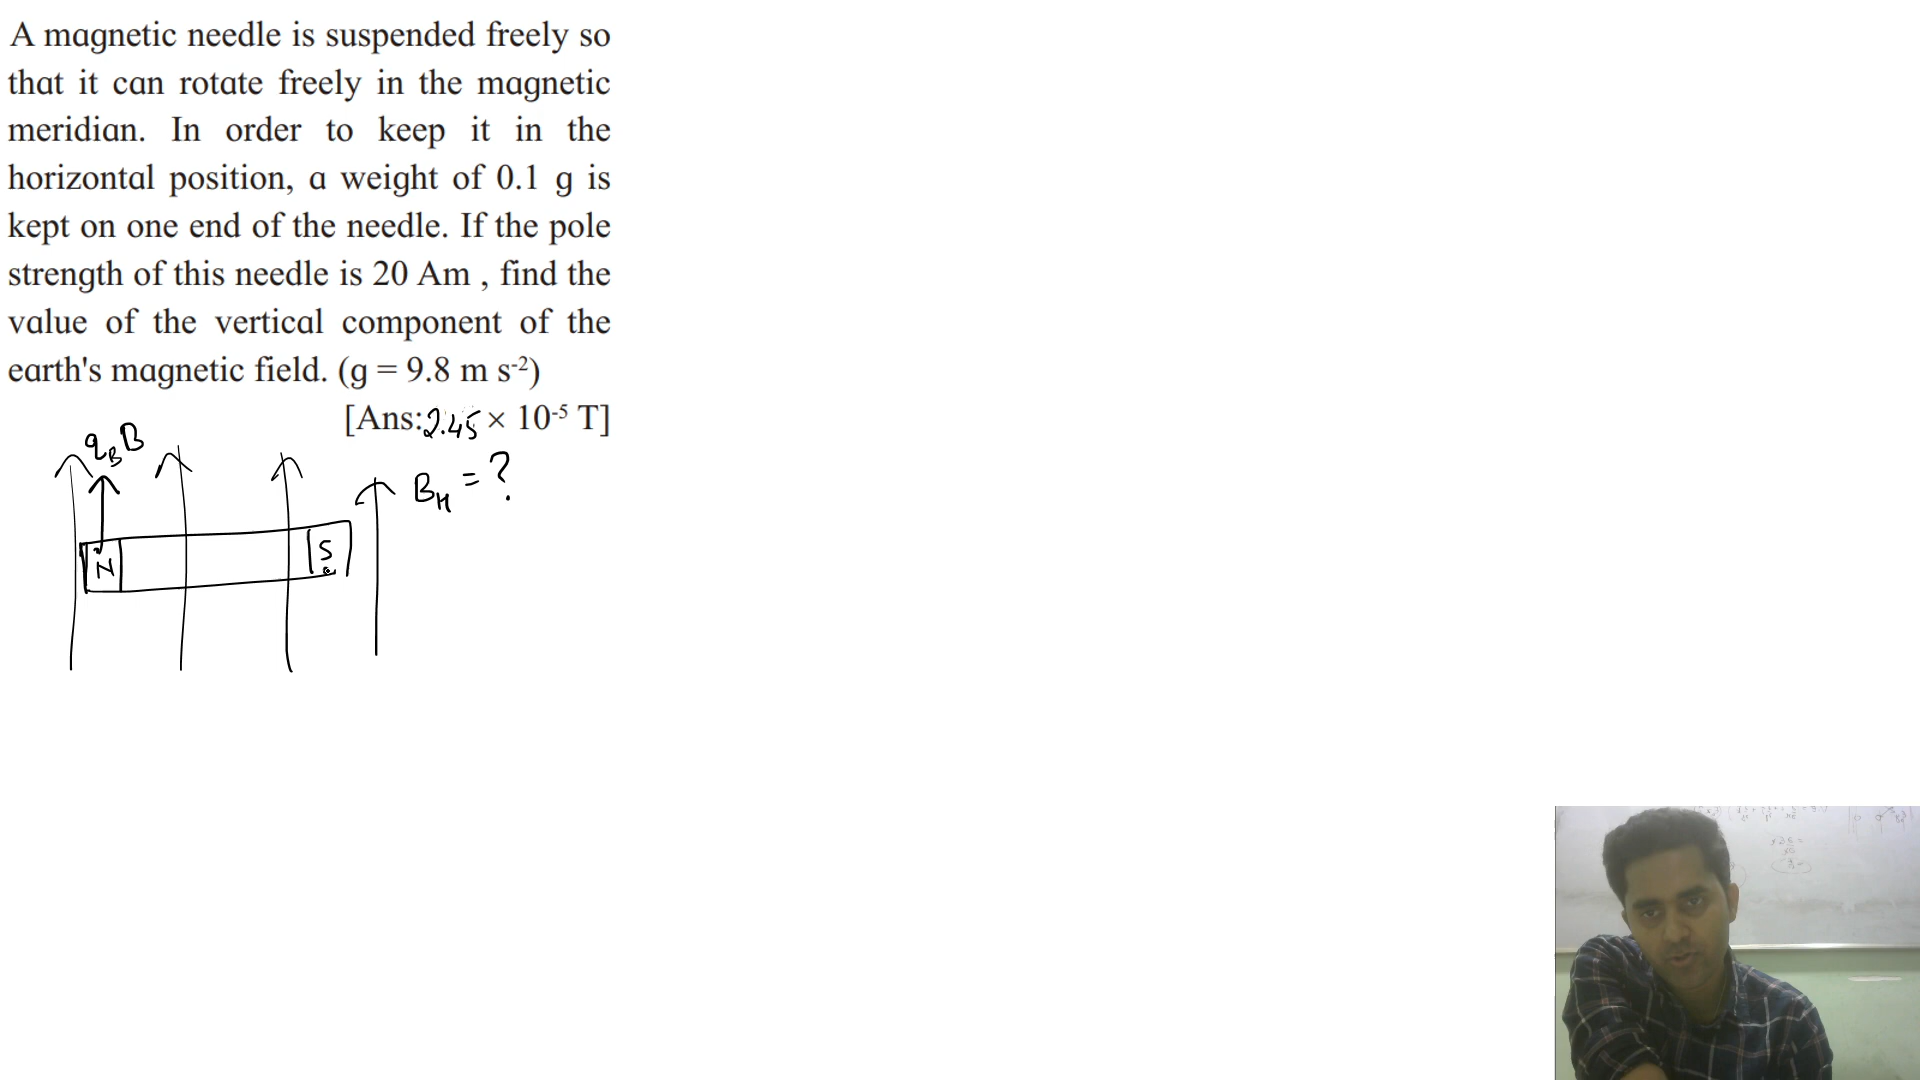 A magnetic needle is suspended freely so
that it can rotate freely in the magnetic
meridian. In order to keep it in the
horizontal position, a weight of 0.1 g is
kept on one end of the needle. If the pole
strength of this needle is 20 Am , find the
value of the vertical component of the
earth's magnetic field. (g = 9.8 m s⁻²)
[Ans: 2.45 × 10⁻⁵ T]
q_B B
B_H = ?
N
S